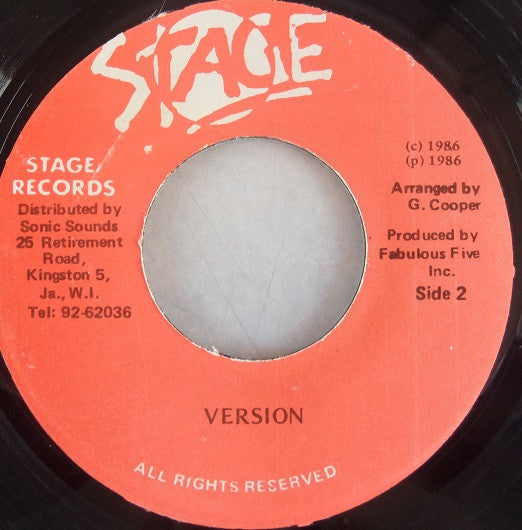 STAGE
STAGE
RECORDS
Distributed by
Sonic Sounds
25 Retirement
Road,
Kingston 5,
Ja., W.I.
Tel: 92-62036
(c) 1986
(p) 1986
Arranged by
G. Cooper
Produced by
Fabulous Five
Inc.
Side 2
VERSION
ALL RIGHTS RESERVED